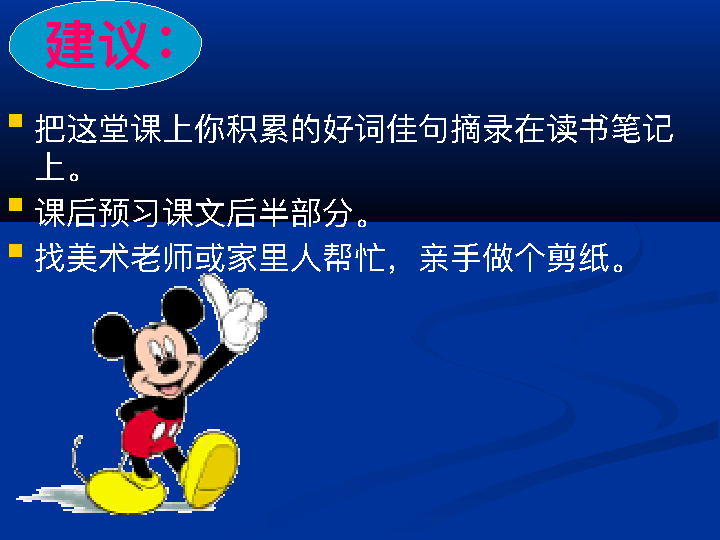 建议：
把这堂课上你积累的好词佳句摘录在读书笔记
上。
课后预习课文后半部分。
找美术老师或家里人帮忙，亲手做个剪纸。